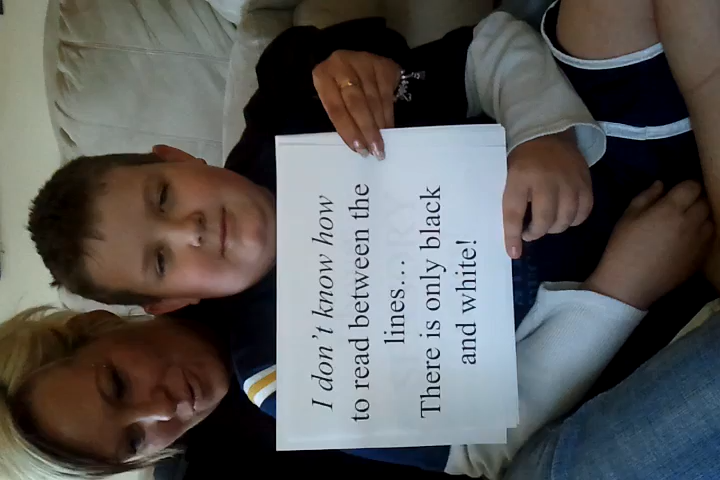 I don't know how
to read between the
lines…
There is only black
and white!